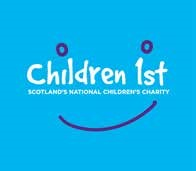 Children 1st
SCOTLAND'S NATIONAL CHILDREN'S CHARITY